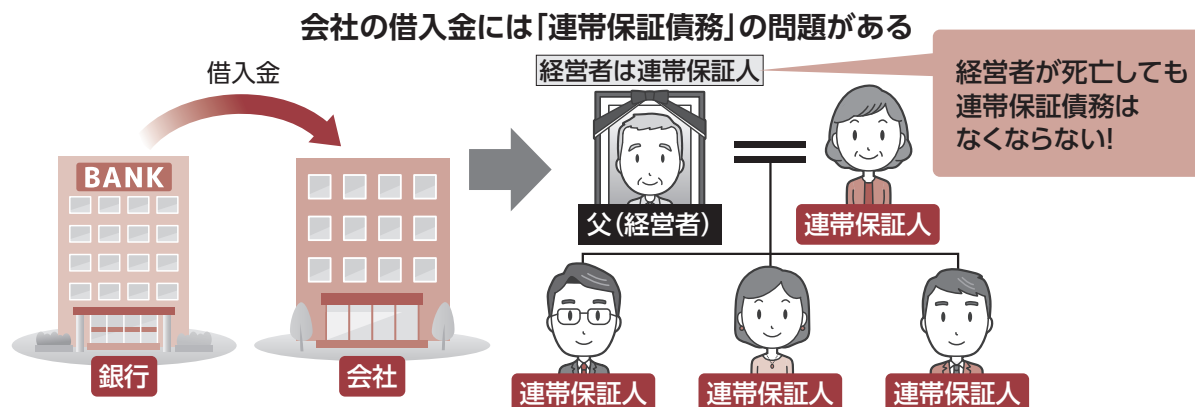 会社の借入金には「連帯保証債務」の問題がある
借入金
BANK
銀行
会社
経営者は連帯保証人
経営者が死亡しても
連帯保証債務は
なくならない!
父(経営者)
連帯保証人
連帯保証人
連帯保証人
連帯保証人